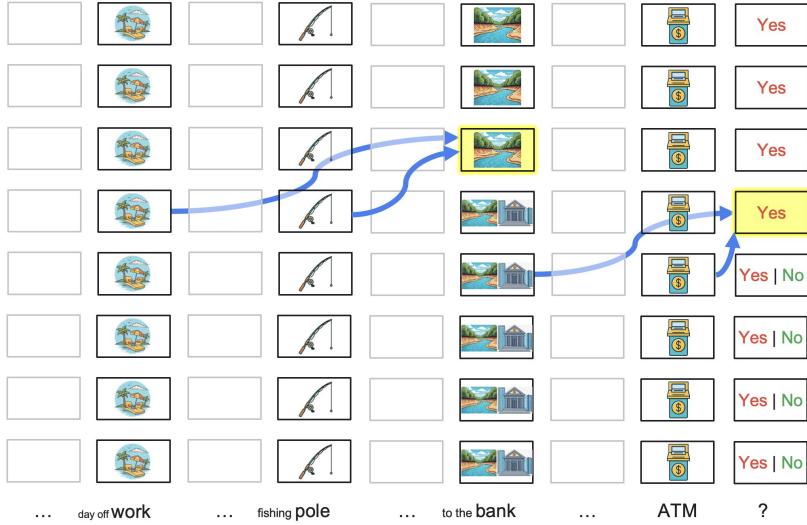 Yes
Yes
Yes
Yes
Yes | No
Yes | No
Yes | No
Yes | No
... day off work ... fishing pole ... to the bank ... ATM ?